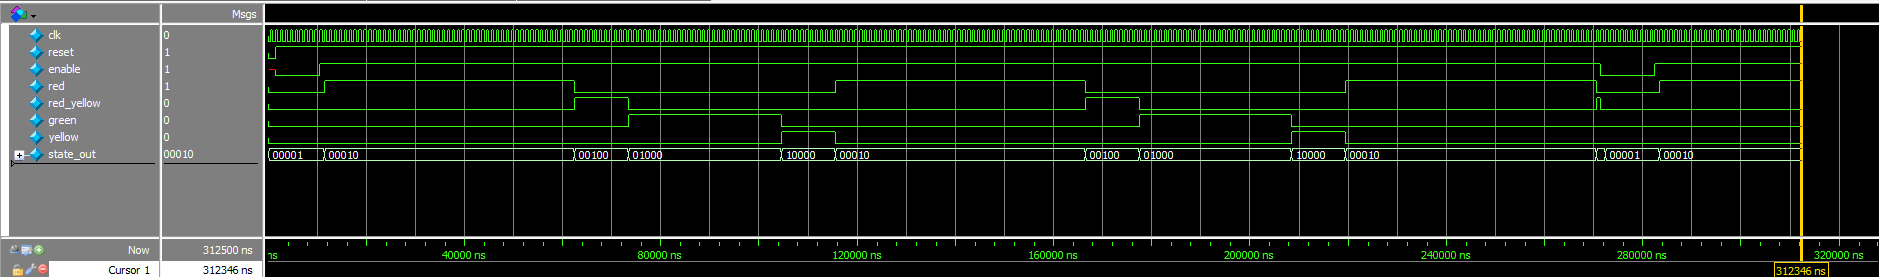 Msgs
clk 0
reset 1
enable 1
red 1
red_yellow 0
green 0
yellow 0
state_out 00010 00001 00010 00100 01000 10000 00010 00100 01000 10000 00010 00001 00010
Now 312500 ns ns 40000 ns 80000 ns 120000 ns 160000 ns 200000 ns 240000 ns 280000 ns 320000 ns
Cursor 1 312346 ns 312346 ns